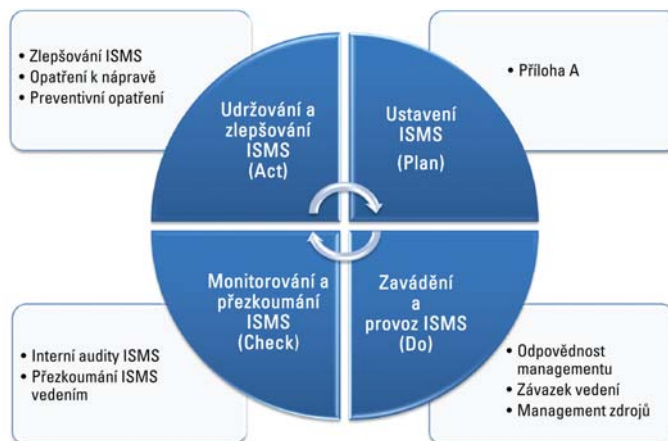 • Zlepšování ISMS
• Opatření k nápravě
• Preventivní opatření
• Příloha A
Udržování a
zlepšování
ISMS
(Act)
Ustavení
ISMS
(Plan)
Monitorování a
přezkoumání
ISMS
(Check)
Zavádění
a
provoz ISMS
(Do)
• Interní audity ISMS
• Přezkoumání ISMS
vedením
• Odpovědnost
managementu
• Závazek vedení
• Management zdrojů